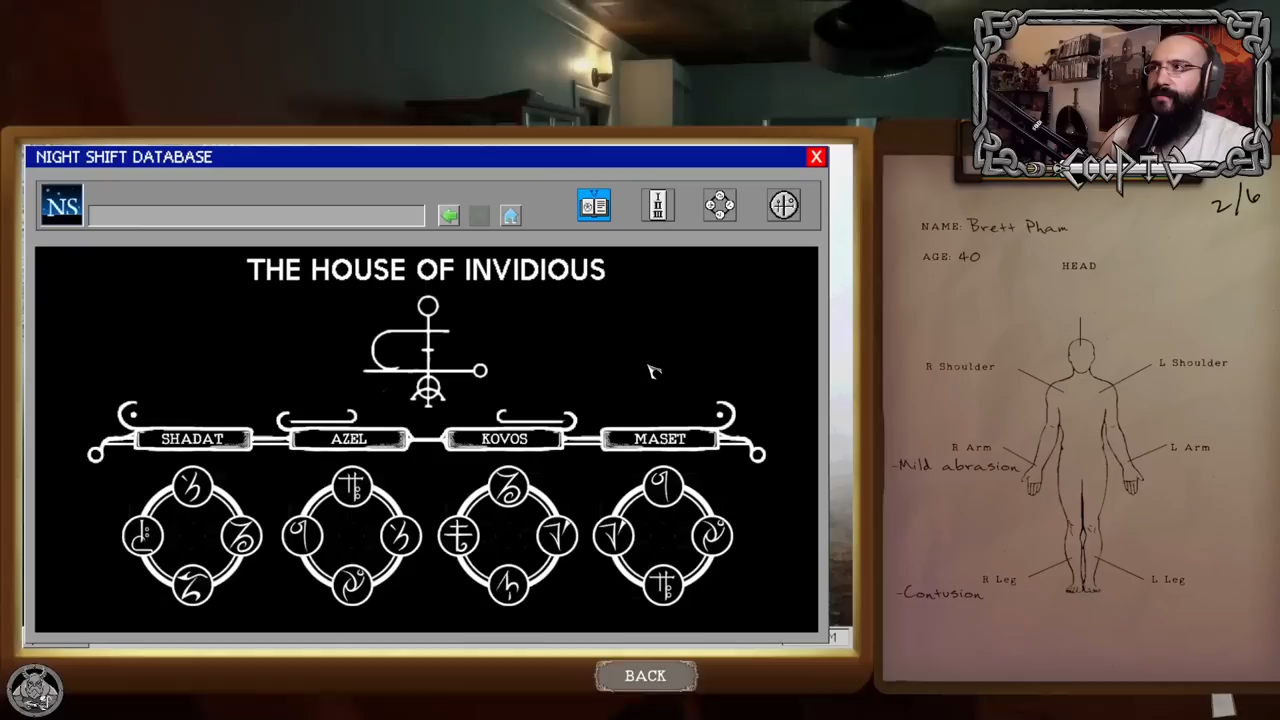 NIGHT SHIFT DATABASE
X
NS
THE HOUSE OF INVIDIOUS
SHADAT AZEL KOVOS MASET
BACK
2/6
NAME: Brett Pham
AGE: 40
HEAD
R Shoulder L Shoulder
R Arm L Arm
-Mild abrasion
R Leg L Leg
-Contusion